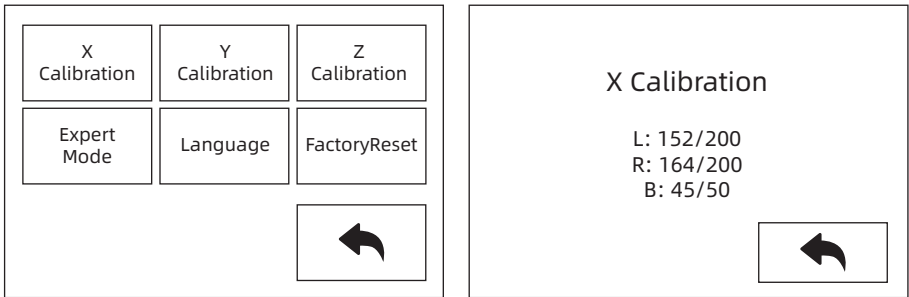 X
Calibration
Y
Calibration
Z
Calibration
Expert
Mode
Language
FactoryReset
X Calibration
L: 152/200
R: 164/200
B: 45/50